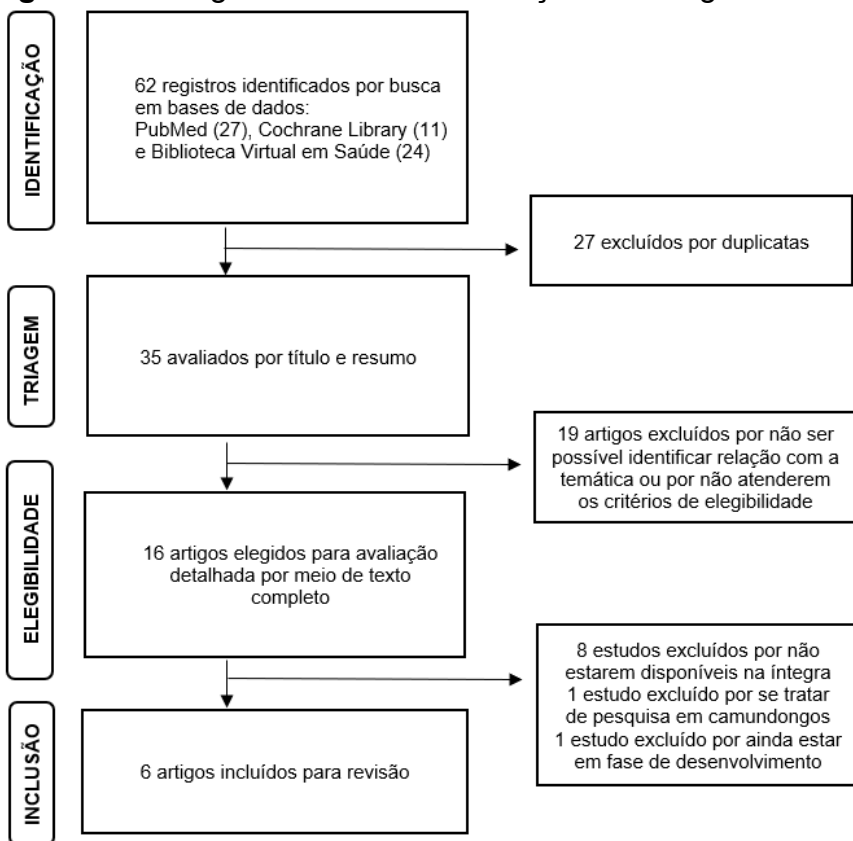 IDENTIFICAÇÃO
62 registros identificados por busca
em bases de dados:
PubMed (27), Cochrane Library (11)
e Biblioteca Virtual em Saúde (24)
27 excluídos por duplicatas
TRIAGEM
35 avaliados por título e resumo
19 artigos excluídos por não ser
possível identificar relação com a
temática ou por não atenderem
os critérios de elegibilidade
ELEGIBILIDADE
16 artigos elegidos para avaliação
detalhada por meio de texto
completo
8 estudos excluídos por não
estarem disponíveis na íntegra
1 estudo excluído por se tratar
de pesquisa em camundongos
1 estudo excluído por ainda estar
em fase de desenvolvimento
INCLUSÃO
6 artigos incluídos para revisão